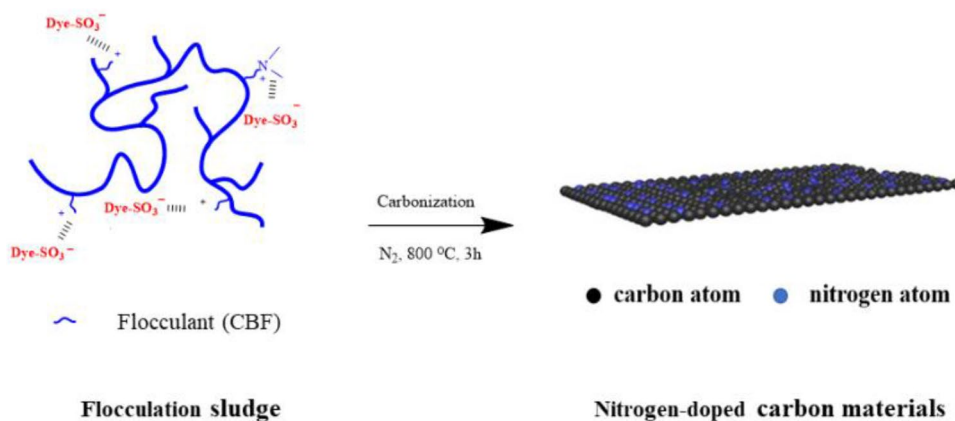 Dye-SO₃⁻
+
N
+
Dye-SO₃⁻
Dye-SO₃⁻
+
+
Dye-SO₃⁻
Flocculant (CBF)
Flocculation sludge
Carbonization
N₂, 800 ⁰C, 3h
carbon atom
nitrogen atom
Nitrogen-doped carbon materials